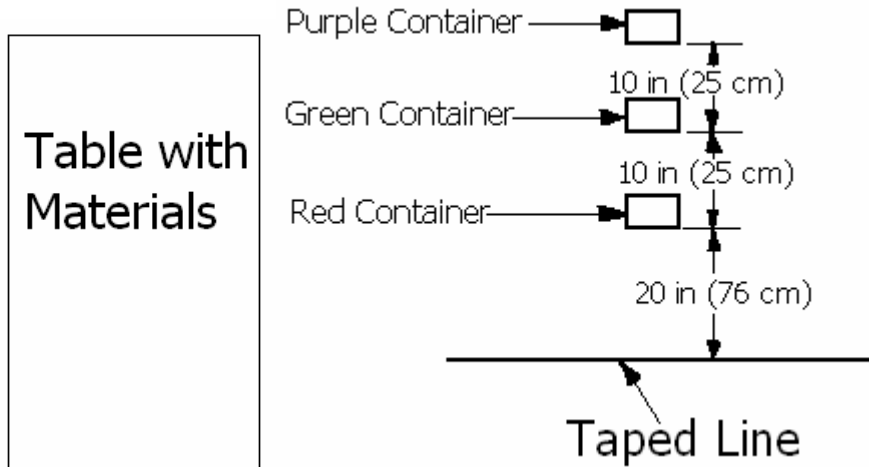 Purple Container
10 in (25 cm)
Green Container
Table with
Materials
10 in (25 cm)
Red Container
20 in (76 cm)
Taped Line